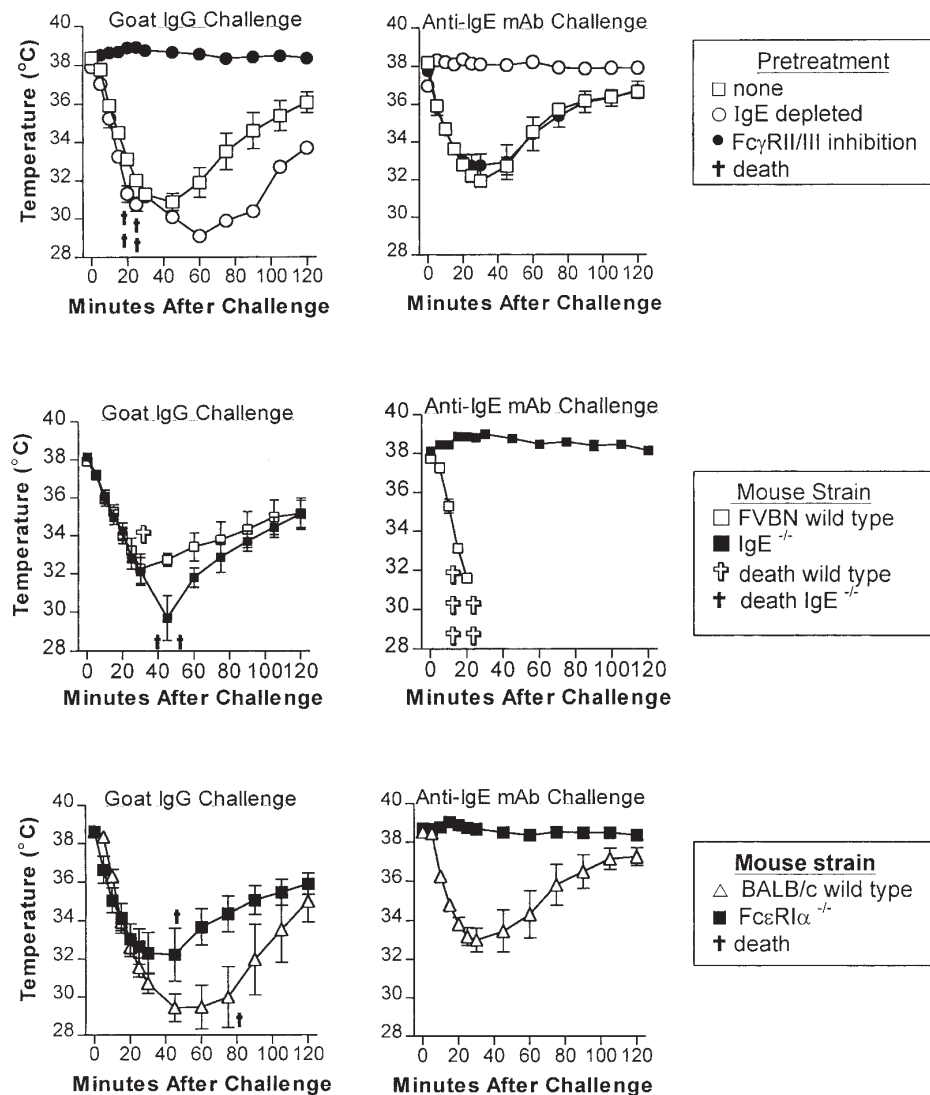 Goat IgG Challenge
Temperature (°C)
40
38
36
34
32
30
28
0 20 40 60 80 100 120
Minutes After Challenge
Anti-IgE mAb Challenge
40
38
36
34
32
30
28
0 20 40 60 80 100 120
Minutes After Challenge
Pretreatment
none
IgE depleted
FcγRII/III inhibition
death
Goat IgG Challenge
Temperature (°C)
40
38
36
34
32
30
28
0 20 40 60 80 100 120
Minutes After Challenge
Anti-IgE mAb Challenge
40
38
36
34
32
30
28
0 20 40 60 80 100 120
Minutes After Challenge
Mouse Strain
FVBN wild type
IgE -/-
death wild type
death IgE -/-
Goat IgG Challenge
Temperature (°C)
40
38
36
34
32
30
28
0 20 40 60 80 100 120
Minutes After Challenge
Anti-IgE mAb Challenge
40
38
36
34
32
30
28
0 20 40 60 80 100 120
Minutes After Challenge
Mouse strain
BALB/c wild type
FcεRIα -/-
death